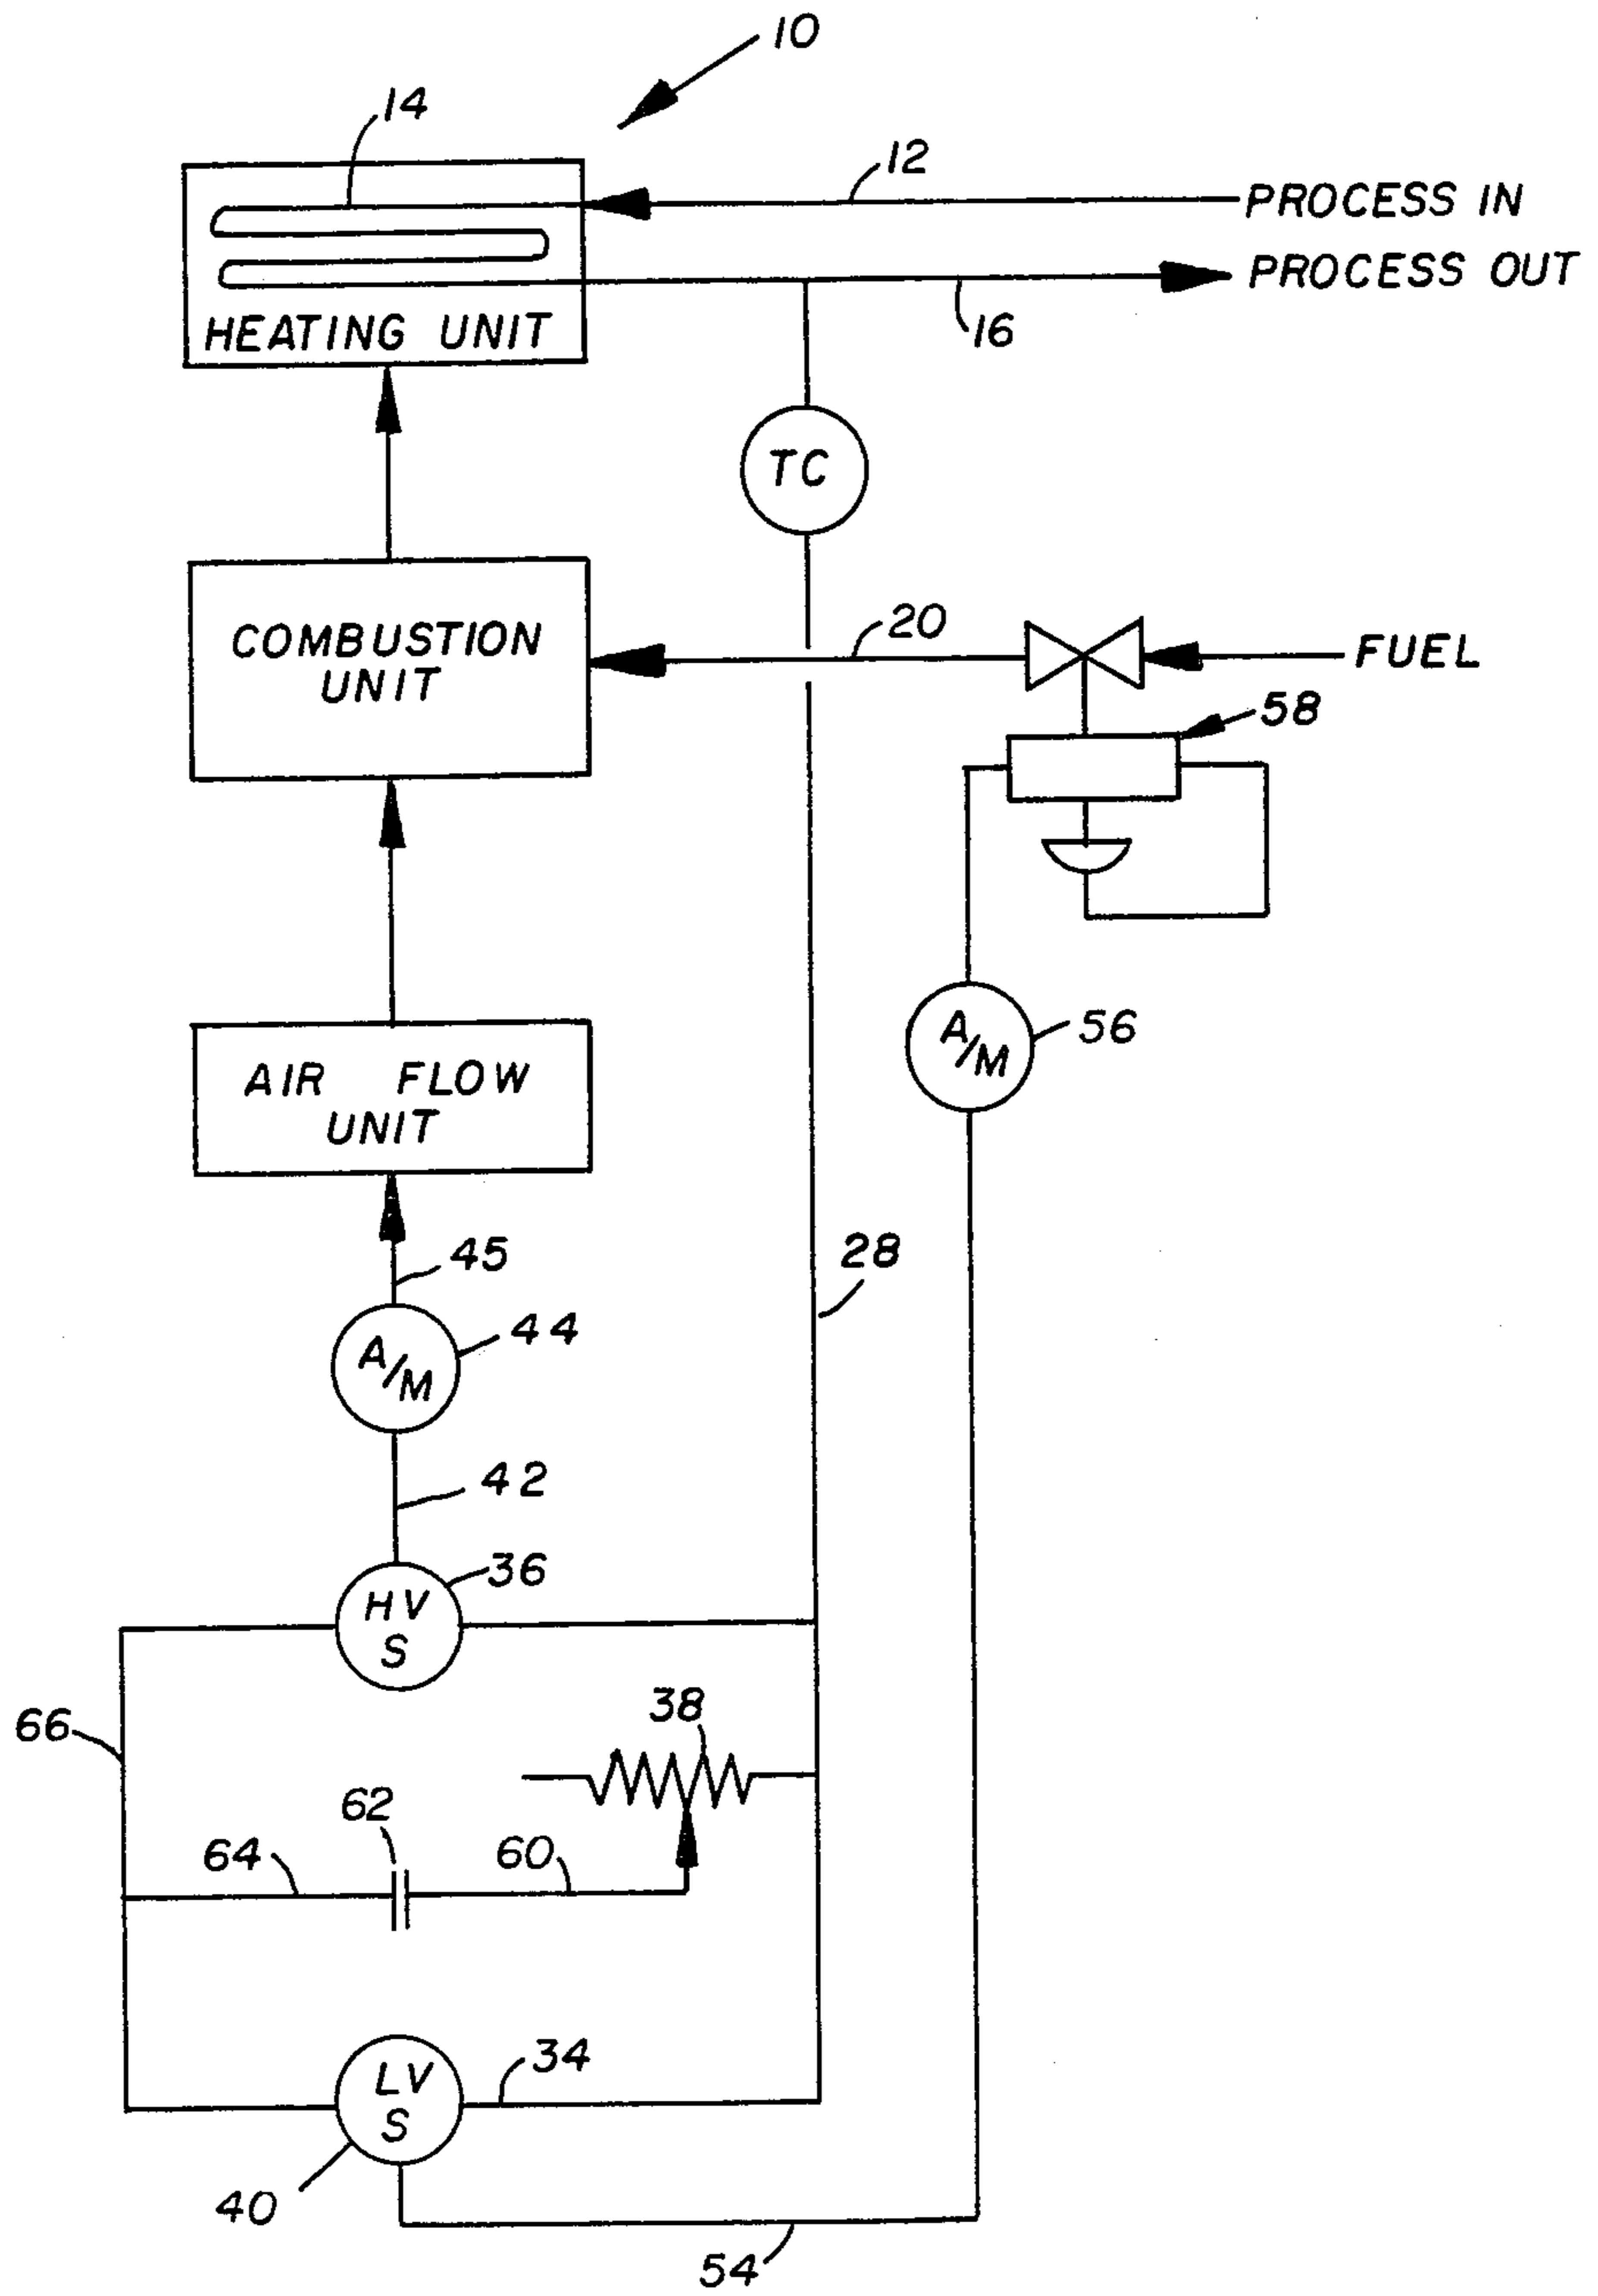 10
14
12
PROCESS IN
PROCESS OUT
16
HEATING UNIT
TC
20
COMBUSTION
UNIT
FUEL
58
A/M
56
AIR FLOW
UNIT
45
28
A/M
44
42
36
HV
S
38
66
62
64
60
34
LV
S
40
54